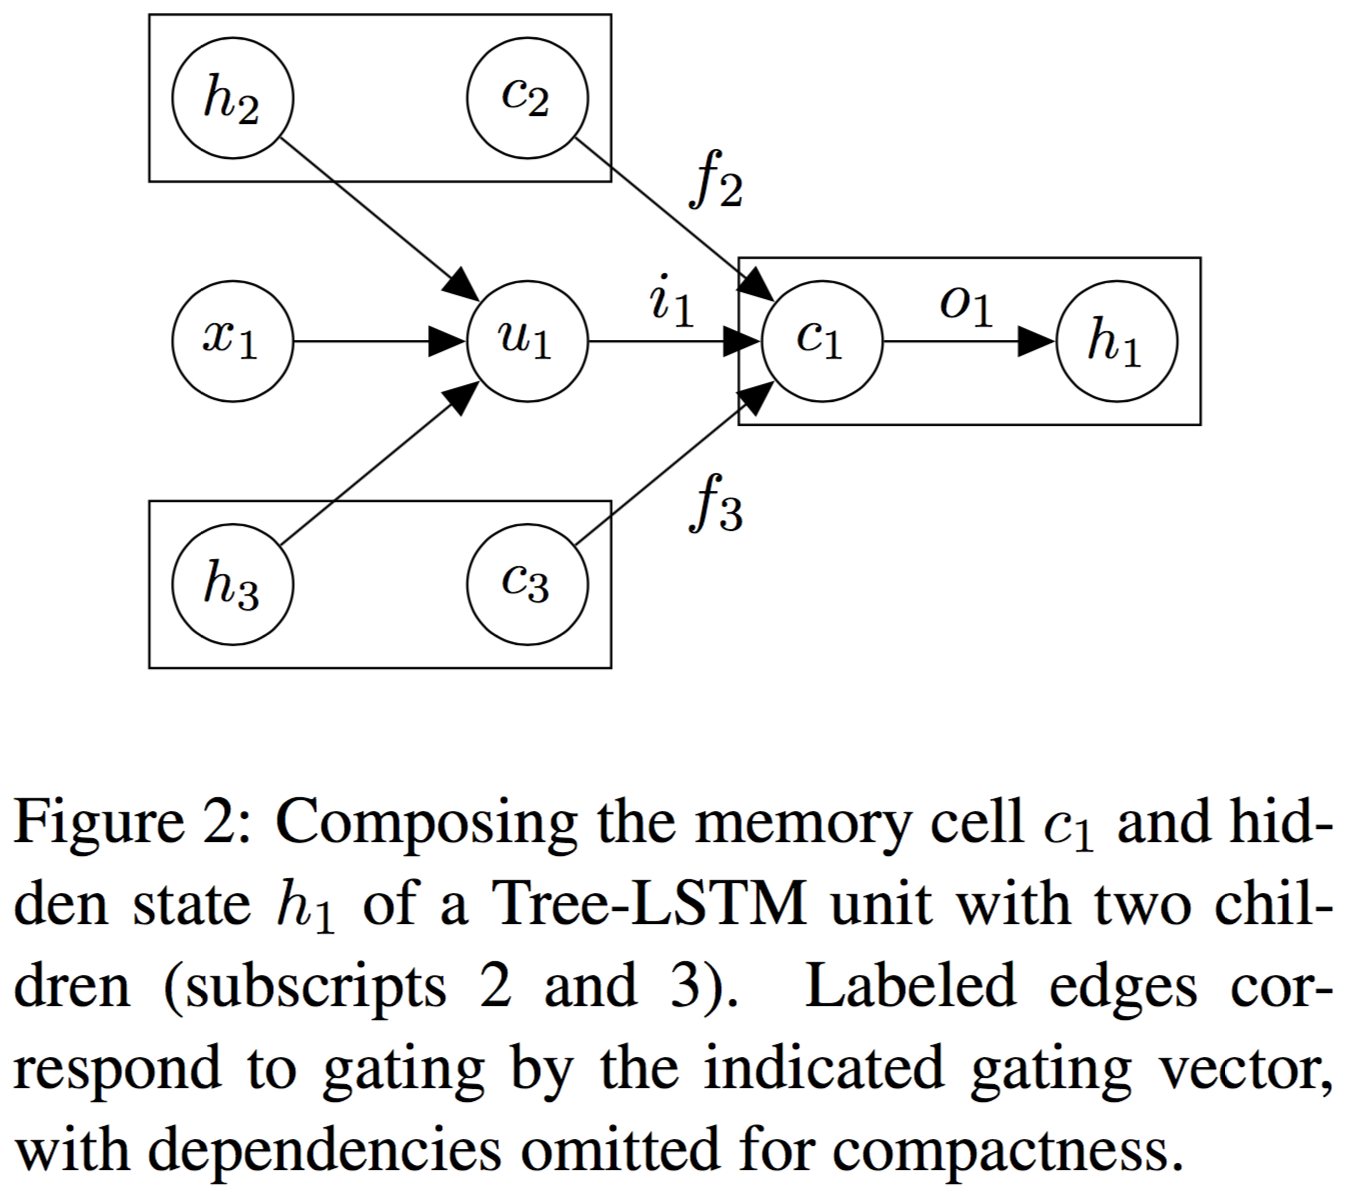 h2
c2
f2
x1
u1
i1
c1
o1
h1
f3
h3
c3
Figure 2: Composing the memory cell c1 and hid-
den state h1 of a Tree-LSTM unit with two chil-
dren (subscripts 2 and 3). Labeled edges cor-
respond to gating by the indicated gating vector,
with dependencies omitted for compactness.